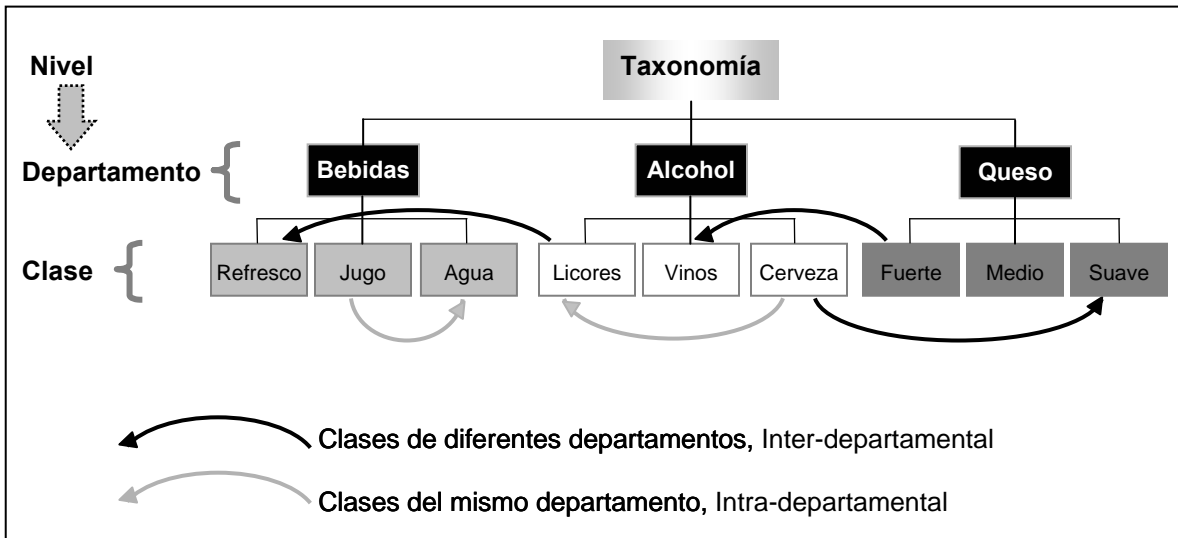 Nivel
Taxonomía
Departamento
Bebidas
Alcohol
Queso
Clase
Refresco
Jugo
Agua
Licores
Vinos
Cerveza
Fuerte
Medio
Suave
Clases de diferentes departamentos, Inter-departamental
Clases del mismo departamento, Intra-departamental